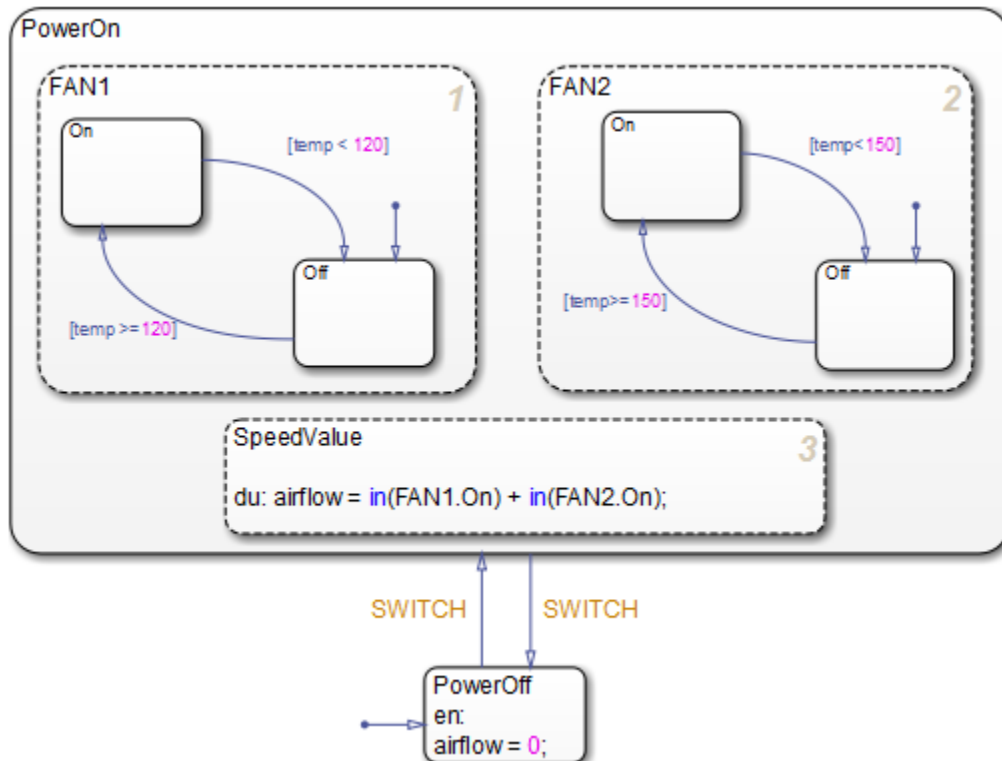 PowerOn
FAN1
1
On
[temp < 120]
Off
[temp >=120]
FAN2
2
On
[temp<150]
Off
[temp>=150]
SpeedValue
3
du: airflow = in(FAN1.On) + in(FAN2.On);
SWITCH
SWITCH
PowerOff
en:
airflow = 0;